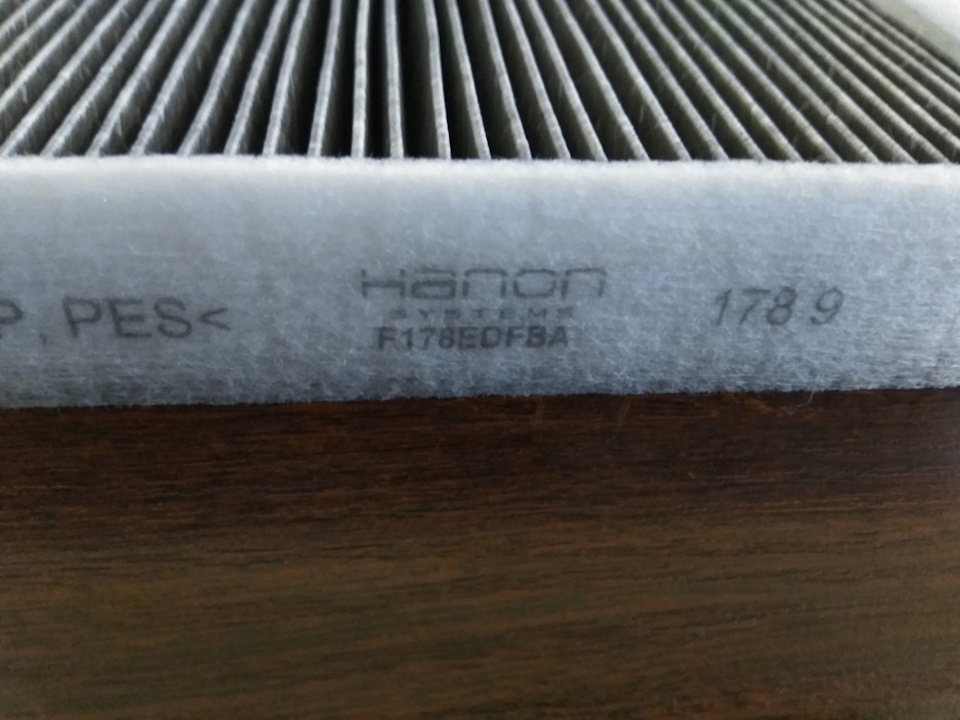 P, PES<
Hanon
SYSTEMS
F178EDFBA
178 9